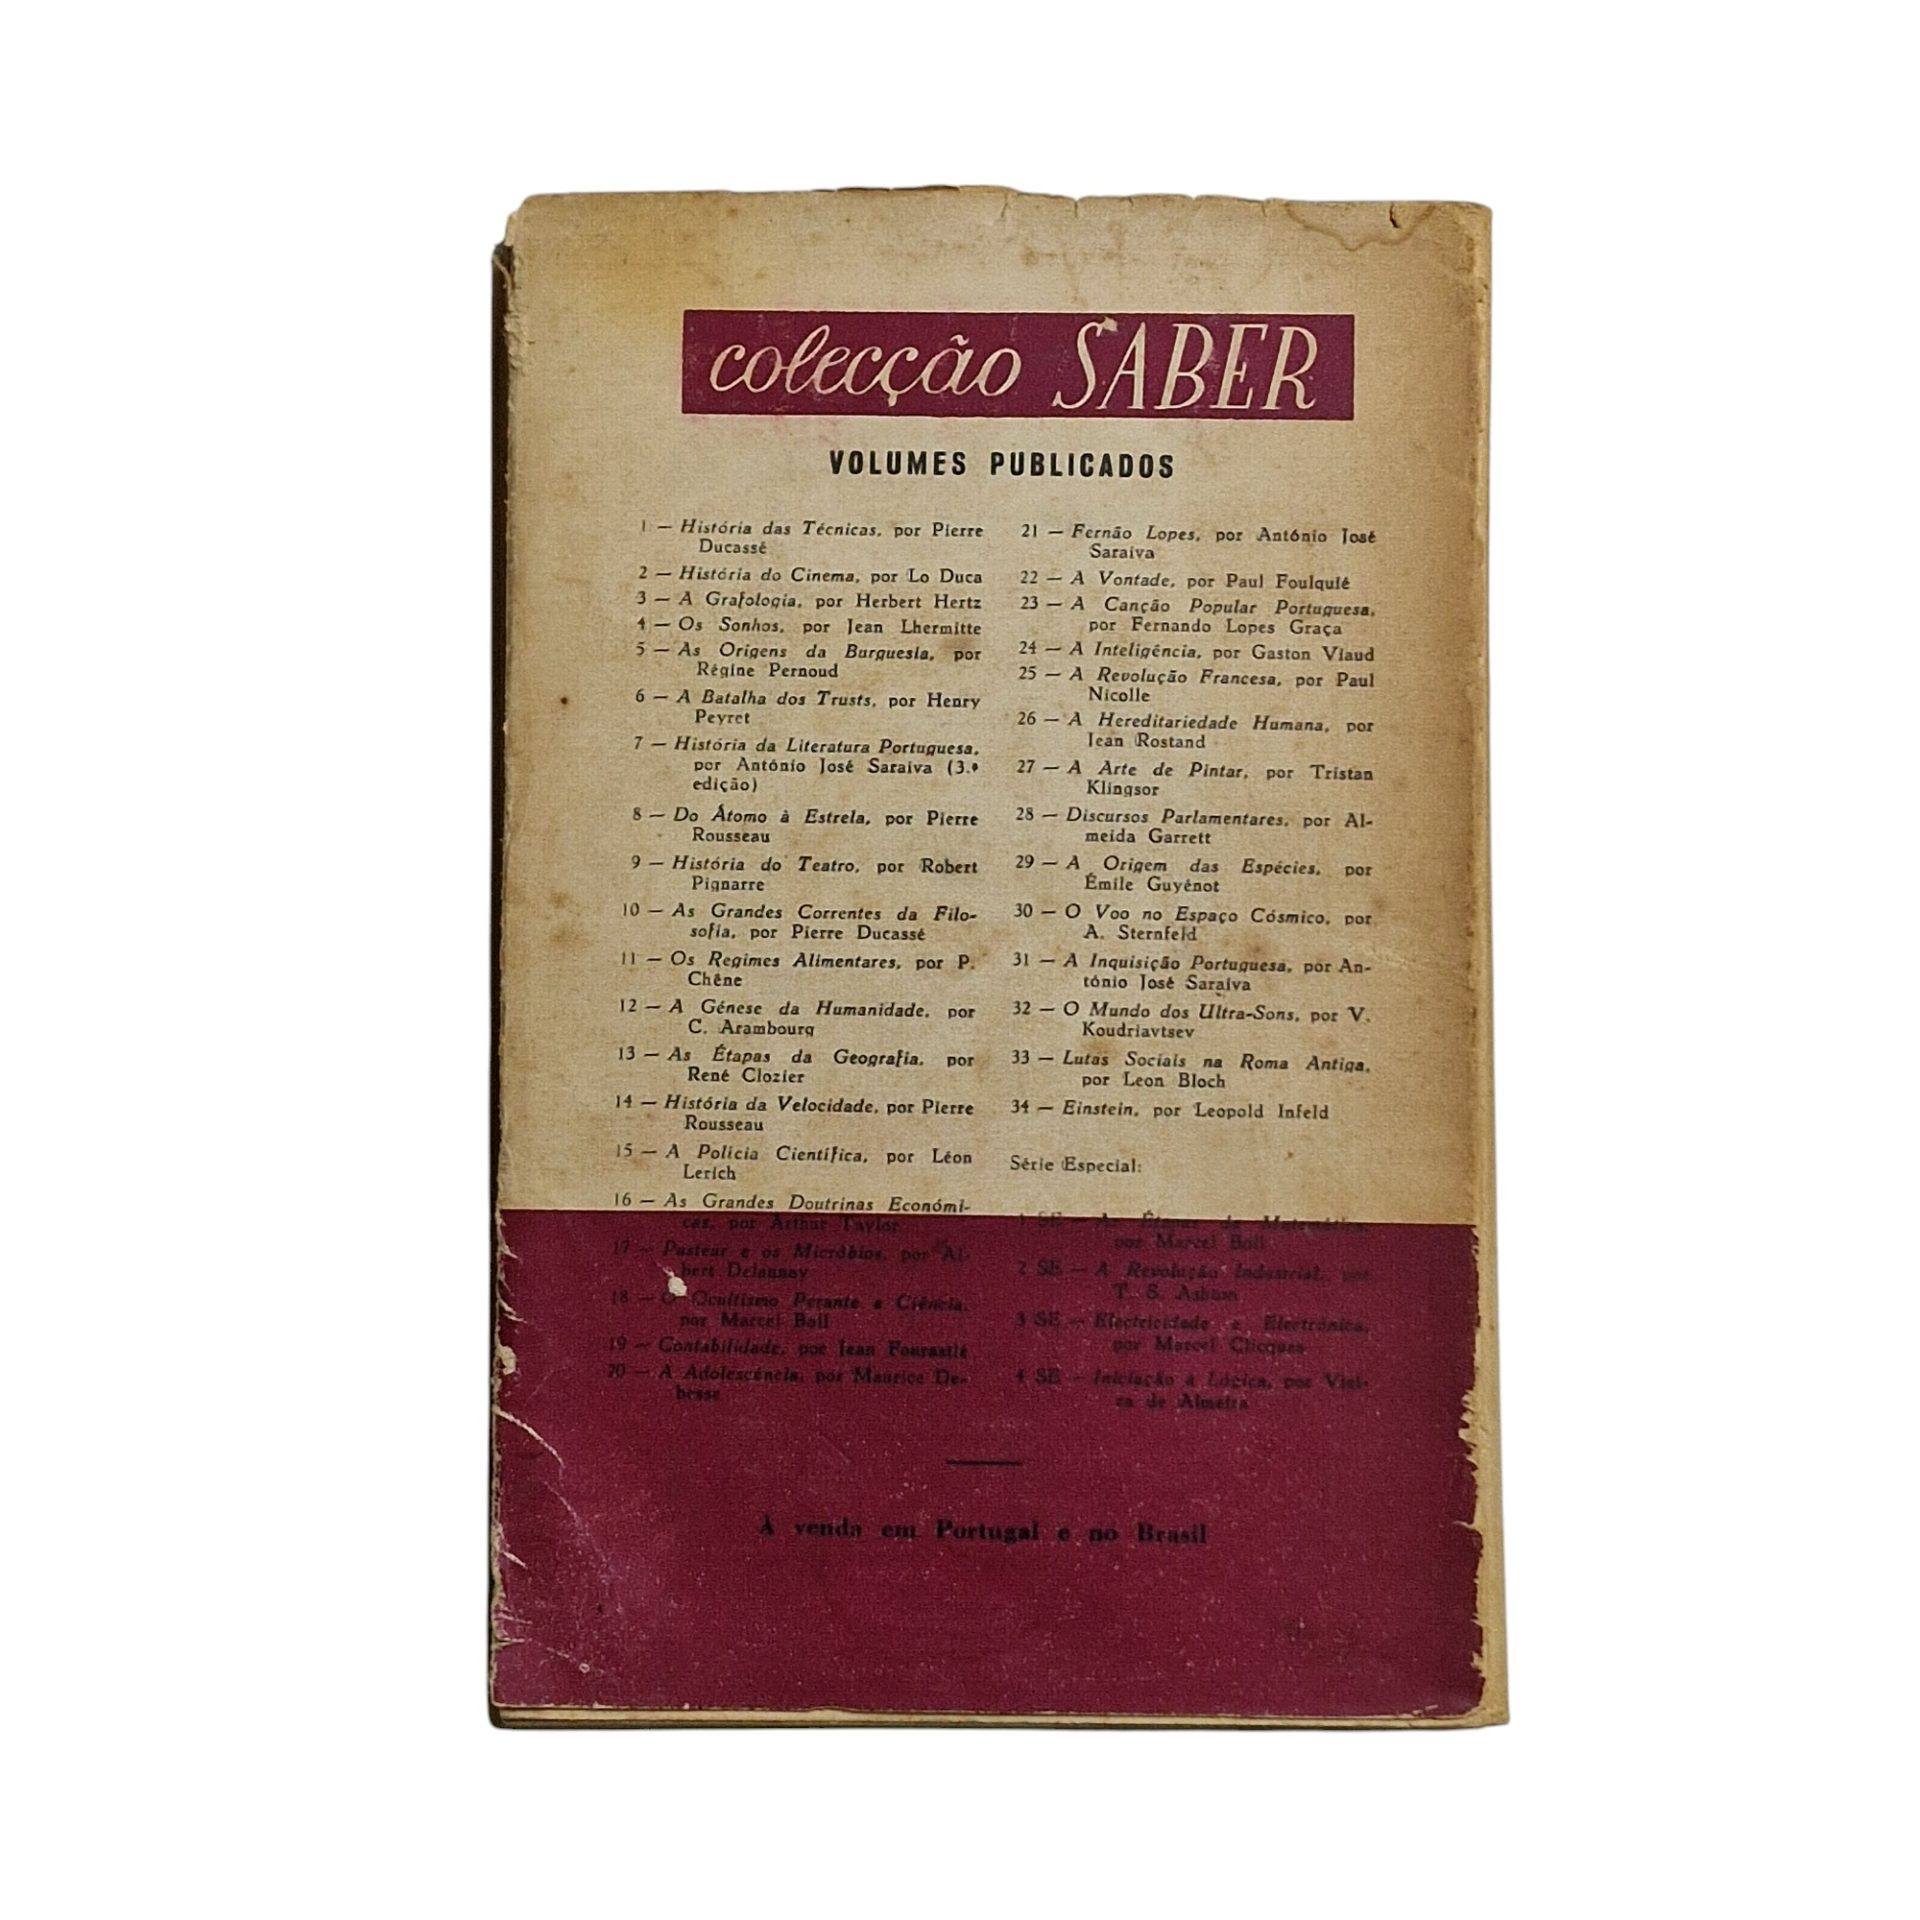 colecção SABER
VOLUMES PUBLICADOS
1 — História das Técnicas, por Pierre
Ducassé
2 — História do Cinema, por Lo Duca
3 — A Grafologia, por Herbert Hertz
4 — Os Sonhos, por Jean Lhermitte
5 — As Origens da Burguesia, por
Régine Pernoud
6 — A Batalha dos Trusts, por Henry
Peyret
7 — História da Literatura Portuguesa,
por António José Saraiva (3.ª
edição)
8 — Do Átomo à Estrela, por Pierre
Rousseau
9 — História do Teatro, por Robert
Pignarre
10 — As Grandes Correntes da Filo-
sofia, por Pierre Ducassé
11 — Os Regimes Alimentares, por P.
Chêne
12 — A Génese da Humanidade, por
C. Arambourg
13 — As Étapas da Geografia, por
René Clozier
14 — História da Velocidade, por Pierre
Rousseau
15 — A Polícia Científica, por Léon
Lerich
16 — As Grandes Doutrinas Económi-
cas, por Arthur Taylor
17 — Pasteur e os Micróbios, por Al-
bert Delaunay
18 — O Ocultismo Perante a Ciência,
por Marcel Boll
19 — Contabilidade, por Jean Fourastié
20 — A Adolescência, por Maurice De-
besse
21 — Fernão Lopes, por António José
Saraiva
22 — A Vontade, por Paul Foulquié
23 — A Canção Popular Portuguesa,
por Fernando Lopes Graça
24 — A Inteligência, por Gaston Viaud
25 — A Revolução Francesa, por Paul
Nicolle
26 — A Hereditariedade Humana, por
Jean Rostand
27 — A Arte de Pintar, por Tristan
Klingsor
28 — Discursos Parlamentares, por Al-
meida Garrett
29 — A Origem das Espécies, por
Émile Guyénot
30 — O Voo no Espaço Cósmico, por
A. Sternfeld
31 — A Inquisição Portuguesa, por An-
tónio José Saraiva
32 — O Mundo dos Ultra-Sons, por V.
Koudriavtsev
33 — Lutas Sociais na Roma Antiga,
por Leon Bloch
34 — Einstein, por Leopold Infeld
Série Especial:
1 SE — As Étapas da Matemática,
por Marcel Boll
2 SE — A Revolução Industrial, por
T. S. Ashton
3 SE — Electricidade e Electrónica,
por Marcel
4 SE — Iniciação à Lógica, por Viei-
ra de Almeira
À venda em Portugal e no Brasil